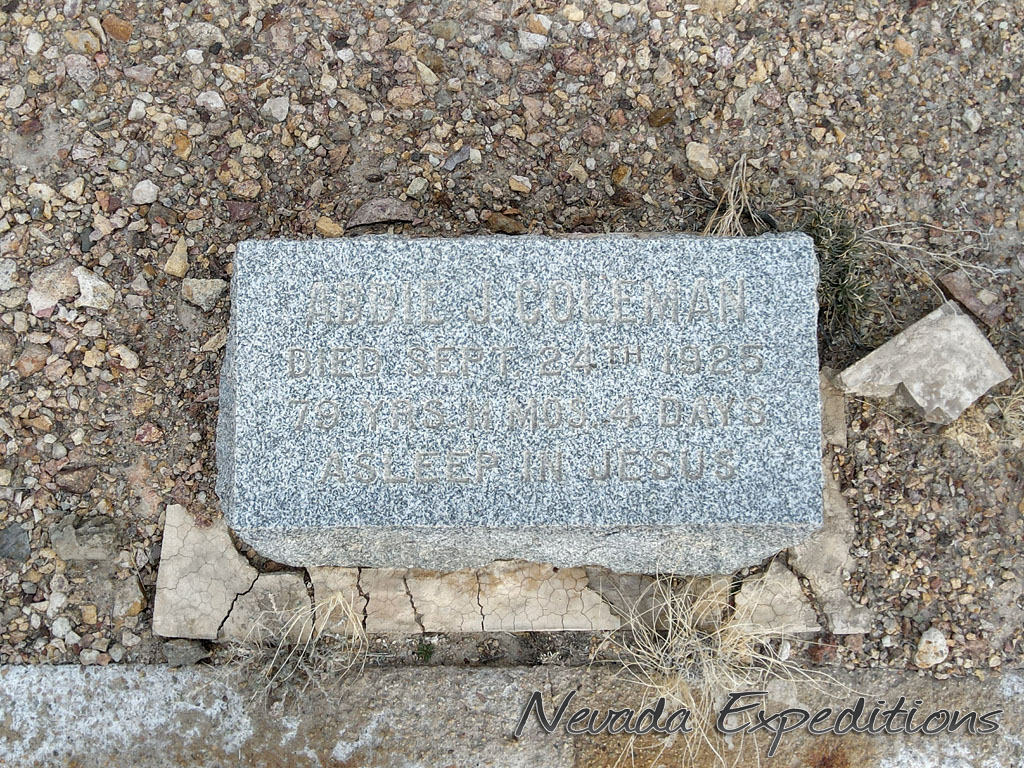 ABBIE J. COLEMAN
DIED SEPT 24TH 1925
79 YRS. 11 MOS. 4 DAYS
ASLEEP IN JESUS
Nevada Expeditions